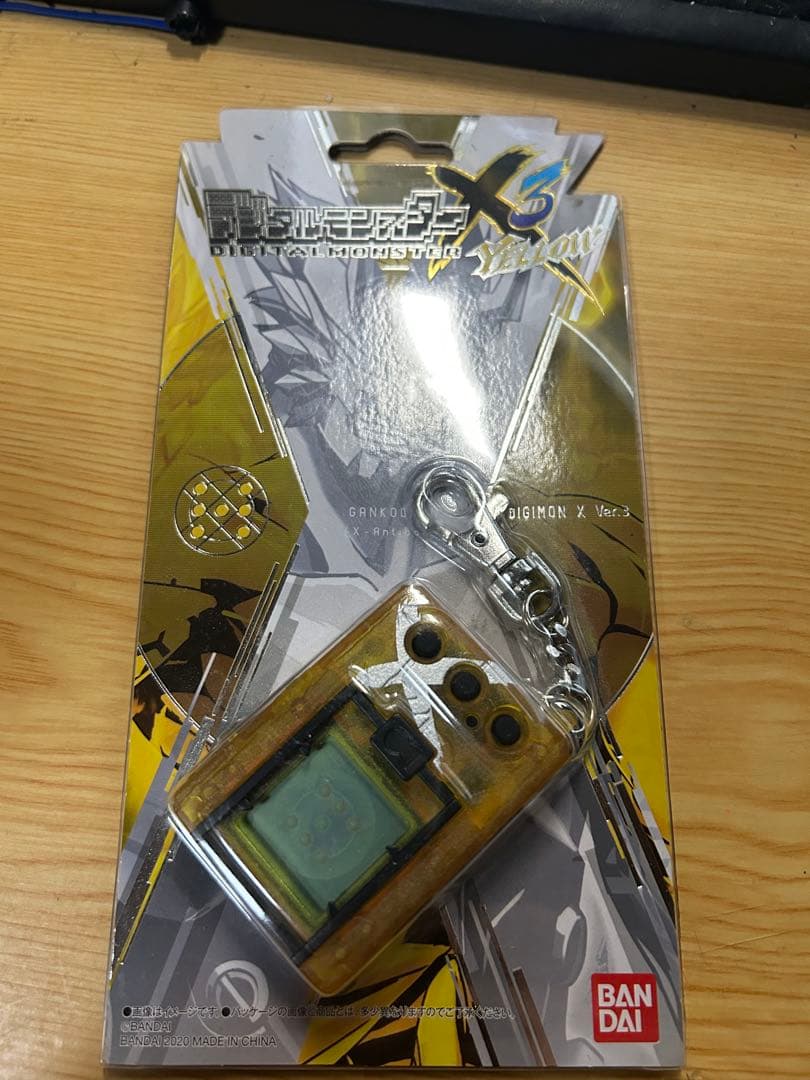 デジタルモンスター X3
DIGITALMONSTER YELLOW
GANKOO DIGIMON X Ver.3
X-Antibo
●画像はイメージです。●パッケージの画像と商品とは、多少異なりますのでご了承ください。
©BANDAI
BANDAI 2020 MADE IN CHINA
BAN
DAI